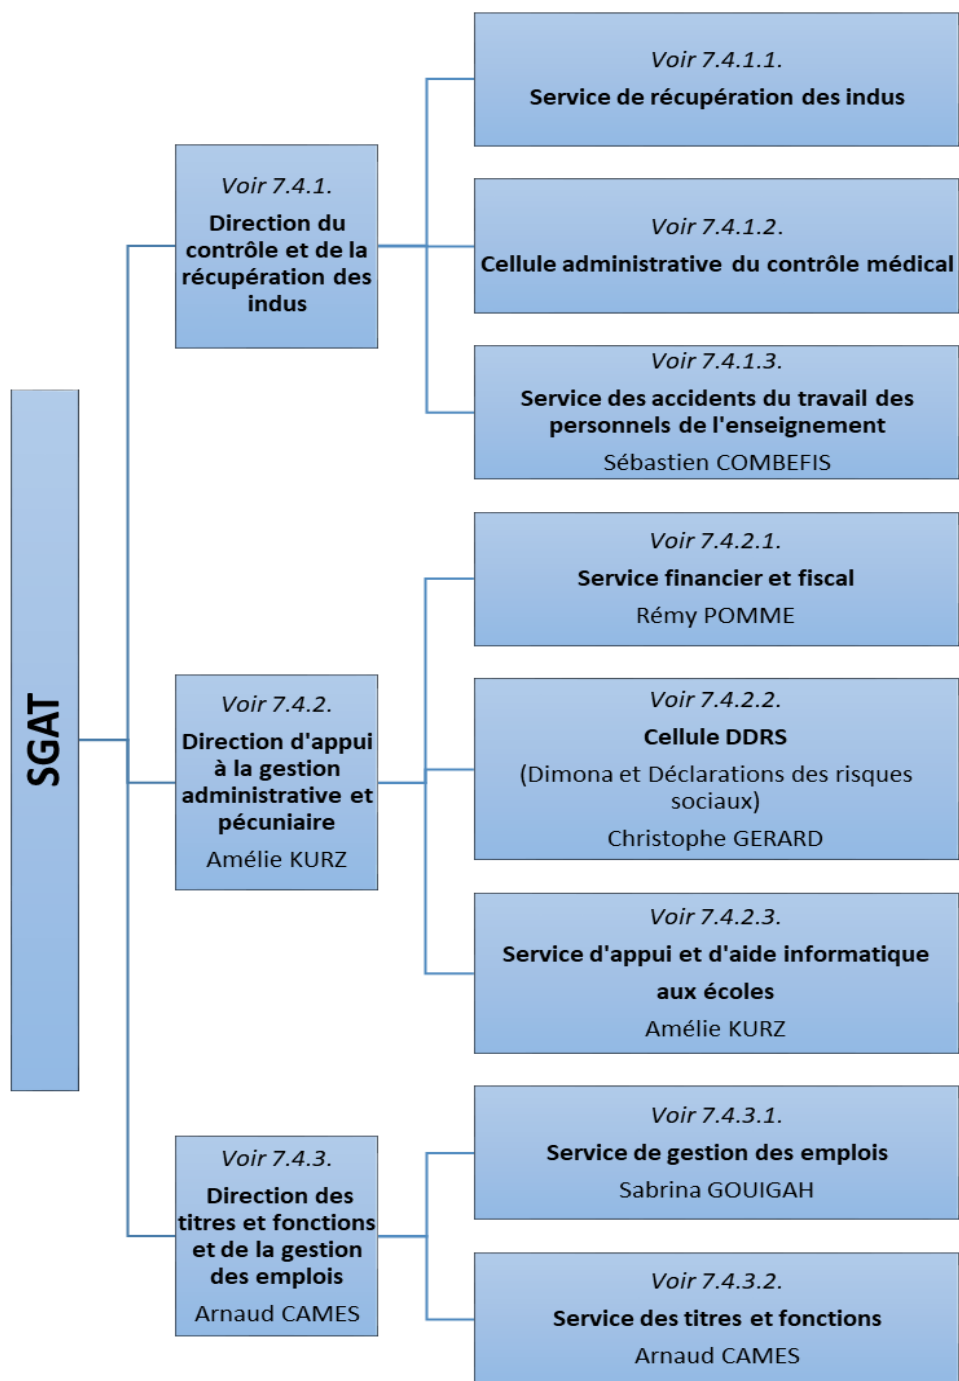 SGAT
Voir 7.4.1.
Direction du
contrôle et de la
récupération des
indus
Voir 7.4.1.1.
Service de récupération des indus
Voir 7.4.1.2.
Cellule administrative du contrôle médical
Voir 7.4.1.3.
Service des accidents du travail des
personnels de l'enseignement
Sébastien COMBEFIS
Voir 7.4.2.
Direction d'appui
à la gestion
administrative et
pécuniaire
Amélie KURZ
Voir 7.4.2.1.
Service financier et fiscal
Rémy POMME
Voir 7.4.2.2.
Cellule DDRS
(Dimona et Déclarations des risques
sociaux)
Christophe GERARD
Voir 7.4.2.3.
Service d'appui et d'aide informatique
aux écoles
Amélie KURZ
Voir 7.4.3.
Direction des
titres et fonctions
et de la gestion
des emplois
Arnaud CAMES
Voir 7.4.3.1.
Service de gestion des emplois
Sabrina GOUIGAH
Voir 7.4.3.2.
Service des titres et fonctions
Arnaud CAMES